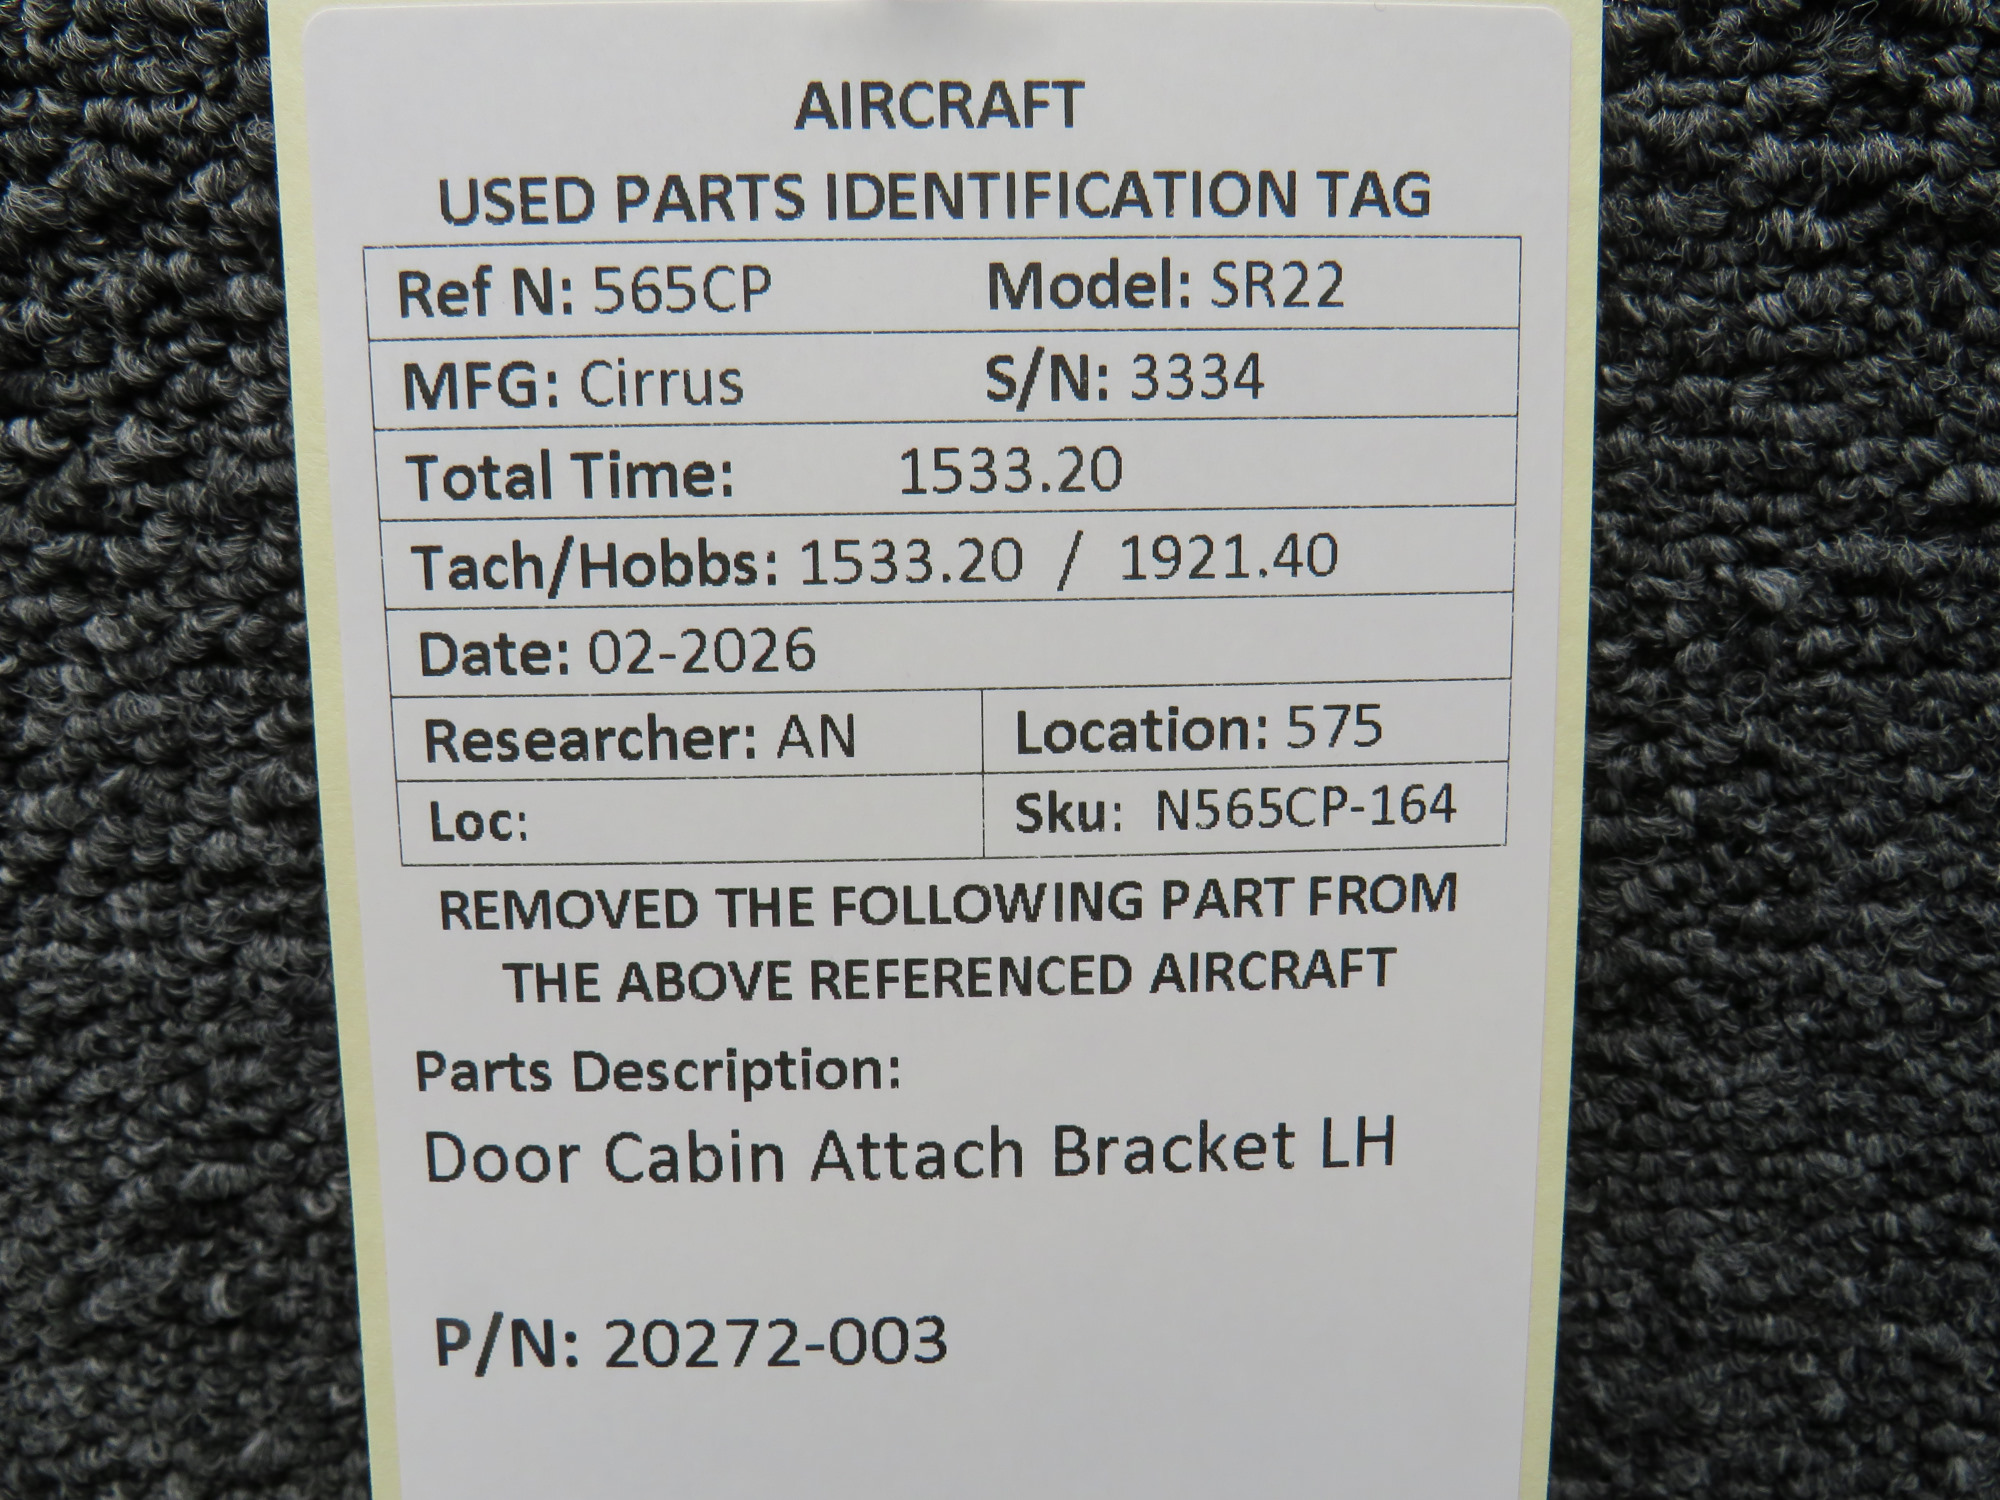 AIRCRAFT
USED PARTS IDENTIFICATION TAG
Ref N: 565CP Model: SR22
MFG: Cirrus S/N: 3334
Total Time: 1533.20
Tach/Hobbs: 1533.20 / 1921.40
Date: 02-2026
Researcher: AN Location: 575
Loc: Sku: N565CP-164
REMOVED THE FOLLOWING PART FROM
THE ABOVE REFERENCED AIRCRAFT
Parts Description:
Door Cabin Attach Bracket LH
P/N: 20272-003